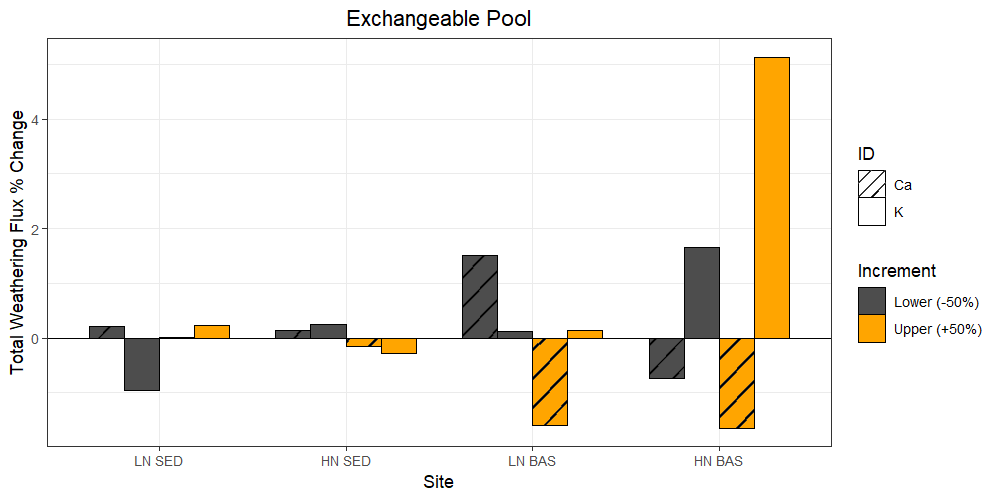 Exchangeable Pool
Total Weathering Flux % Change
4
2
0
LN SED
HN SED
LN BAS
HN BAS
Site
ID
Ca
K
Increment
Lower (-50%)
Upper (+50%)